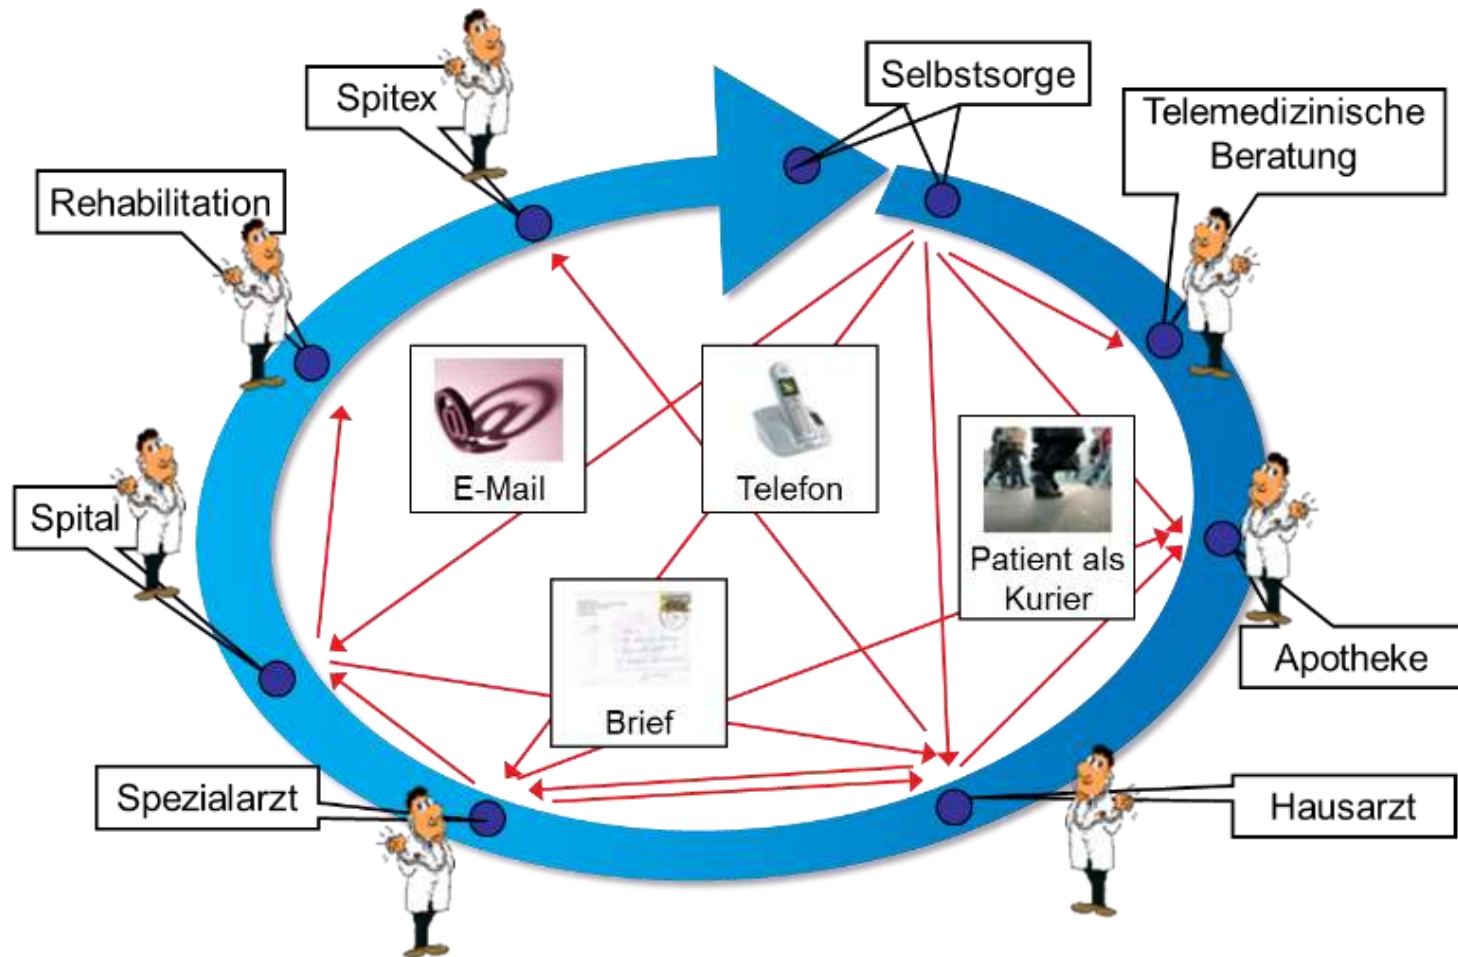 Selbstsorge
Spitex
Telemedizinische
Beratung
Rehabilitation
E-Mail
Telefon
Spital
Patient als
Kurier
Apotheke
Brief
Spezialarzt
Hausarzt